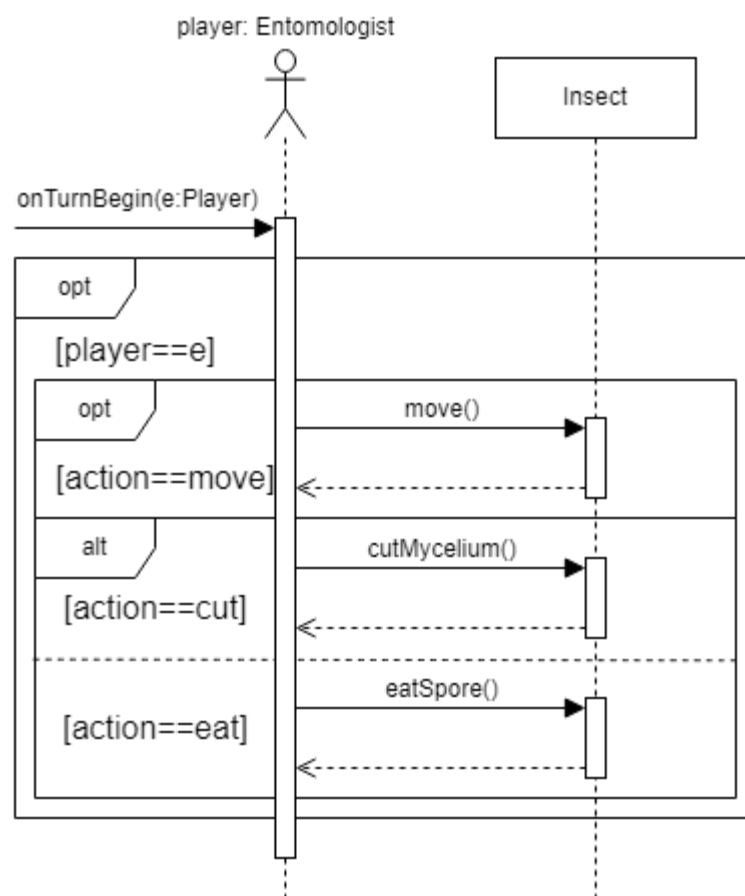 player: Entomologist
Insect
onTurnBegin(e:Player)
opt
[player==e]
opt
move()
[action==move]
alt
cutMycelium()
[action==cut]
eatSpore()
[action==eat]